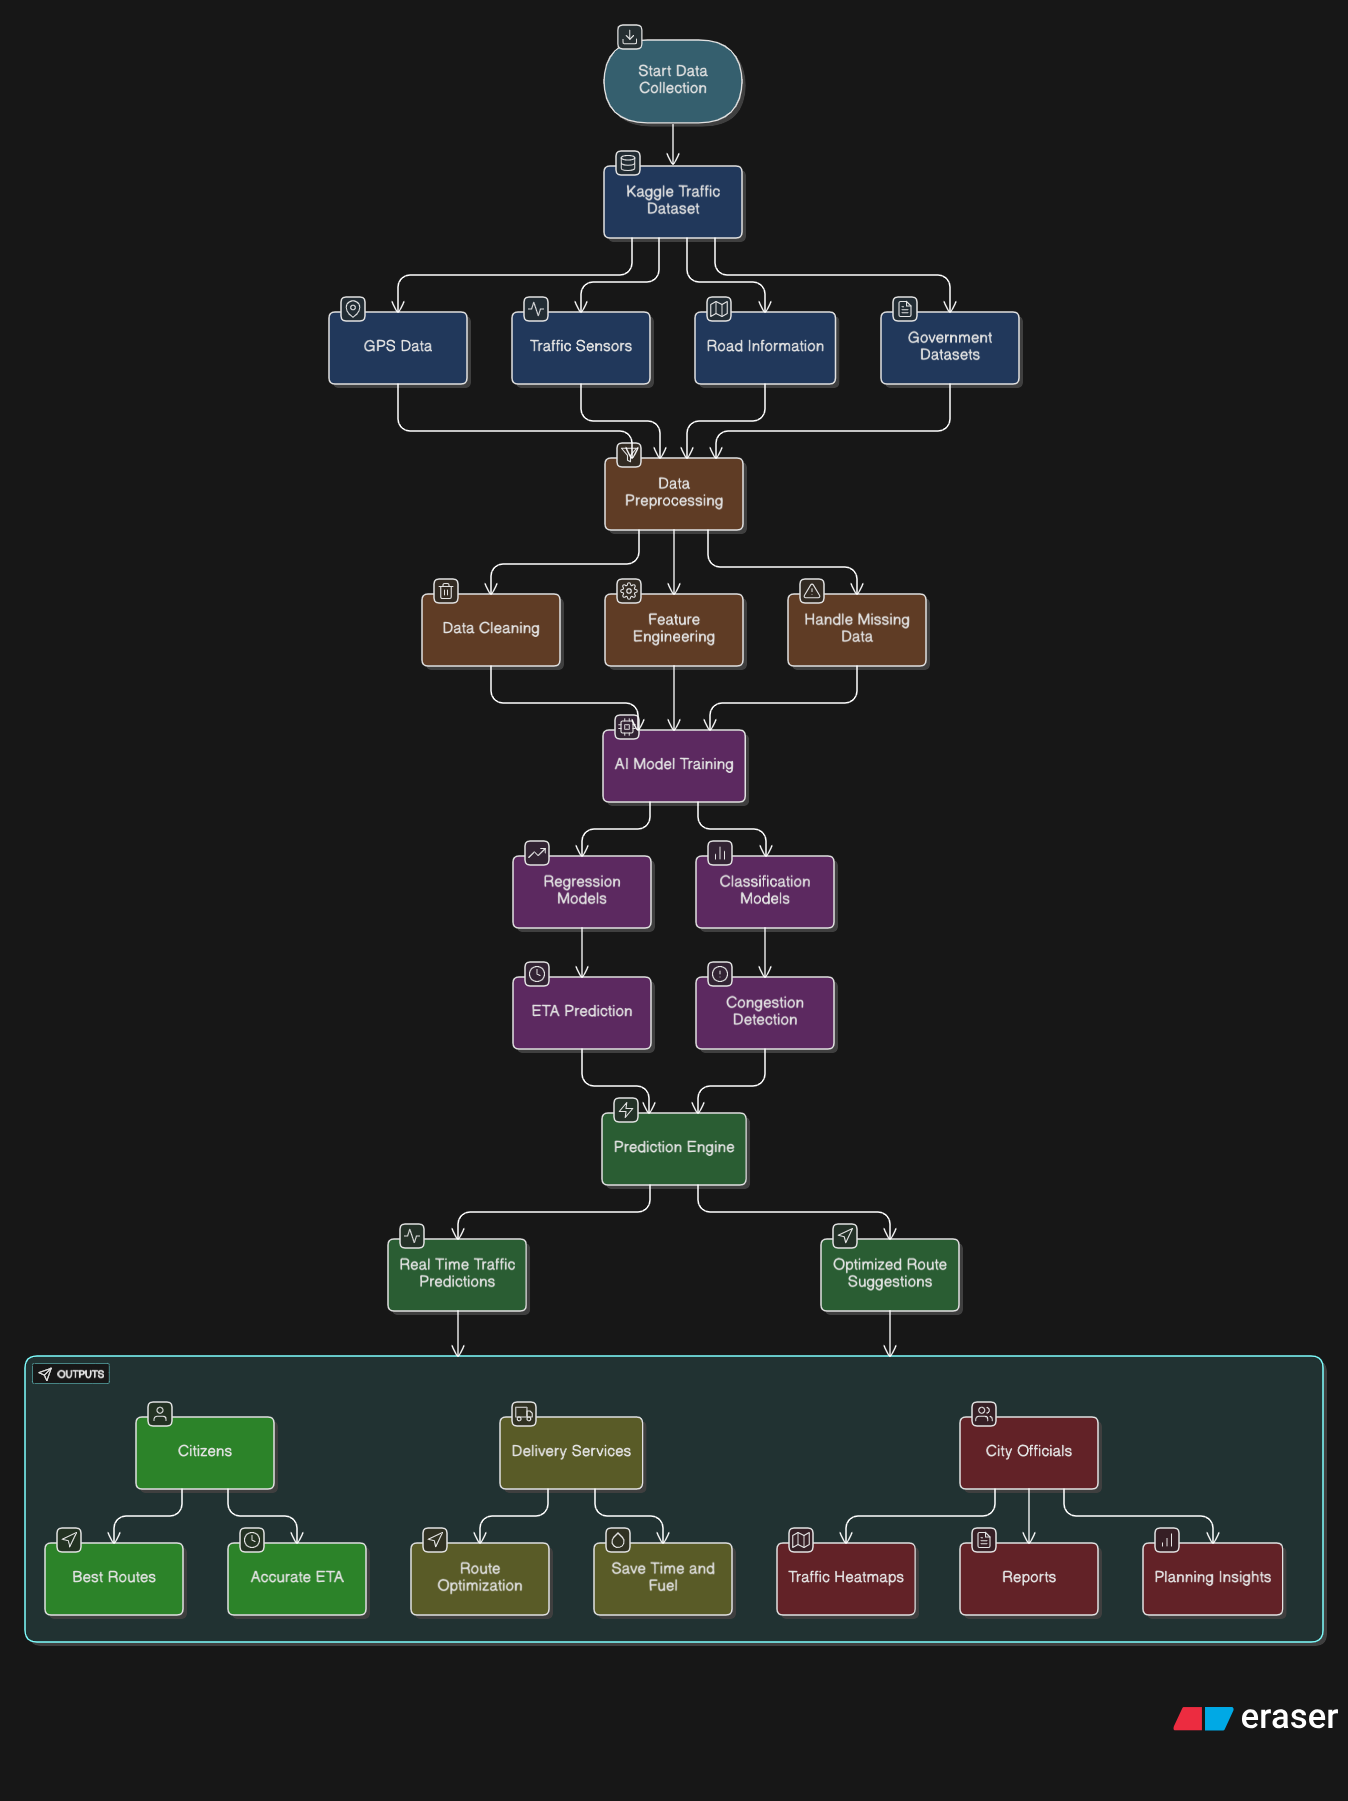 Start Data
Collection
Kaggle Traffic
Dataset
GPS Data
Traffic Sensors
Road Information
Government
Datasets
Data
Preprocessing
Data Cleaning
Feature
Engineering
Handle Missing
Data
AI Model Training
Regression
Models
Classification
Models
ETA Prediction
Congestion
Detection
Prediction Engine
Real Time Traffic
Predictions
Optimized Route
Suggestions
OUTPUTS
Citizens
Delivery Services
City Officials
Best Routes
Accurate ETA
Route
Optimization
Save Time and
Fuel
Traffic Heatmaps
Reports
Planning Insights
eraser